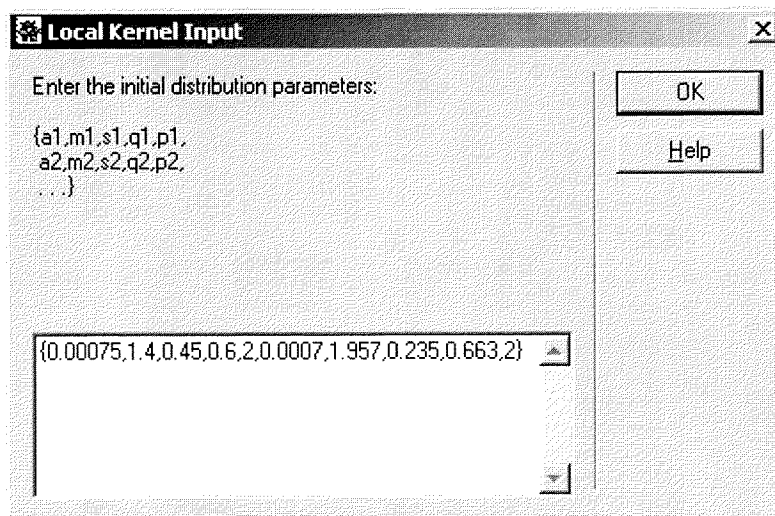 Local Kernel Input
Enter the initial distribution parameters:
{a1,m1,s1,q1,p1,
a2,m2,s2,q2,p2,
. . .}
OK
Help
{0.00075,1.4,0.45,0.6,2,0.0007,1.957,0.235,0.663,2}